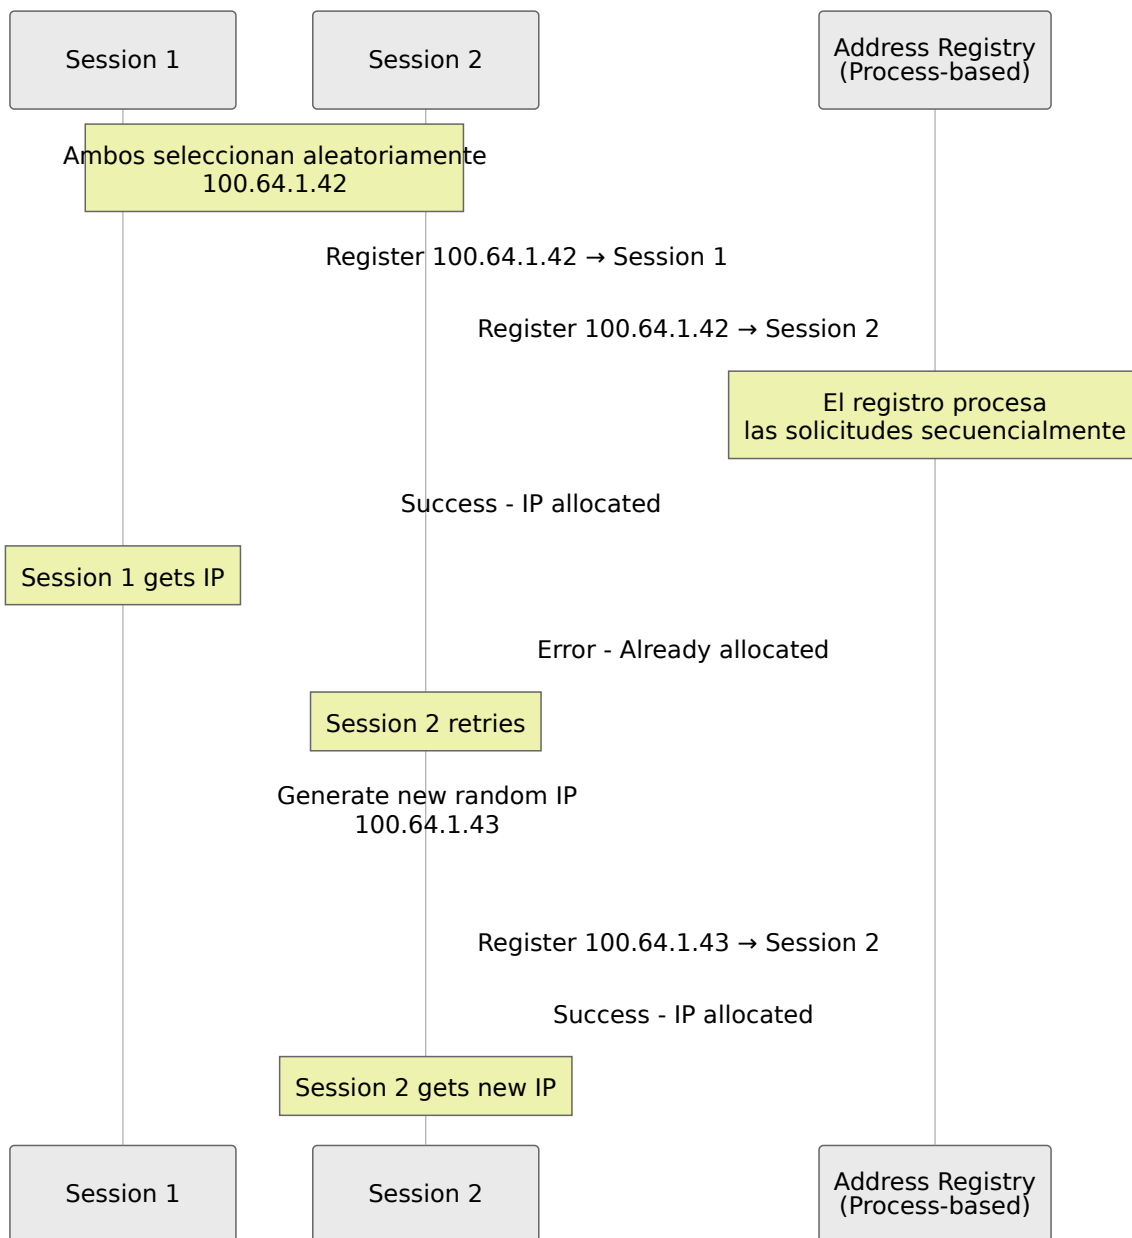 Session 1
Session 2
Address Registry
(Process-based)
Ambos seleccionan aleatoriamente
100.64.1.42
Register 100.64.1.42 → Session 1
Register 100.64.1.42 → Session 2
El registro procesa
las solicitudes secuencialmente
Success - IP allocated
Session 1 gets IP
Error - Already allocated
Session 2 retries
Generate new random IP
100.64.1.43
Register 100.64.1.43 → Session 2
Success - IP allocated
Session 2 gets new IP
Session 1
Session 2
Address Registry
(Process-based)